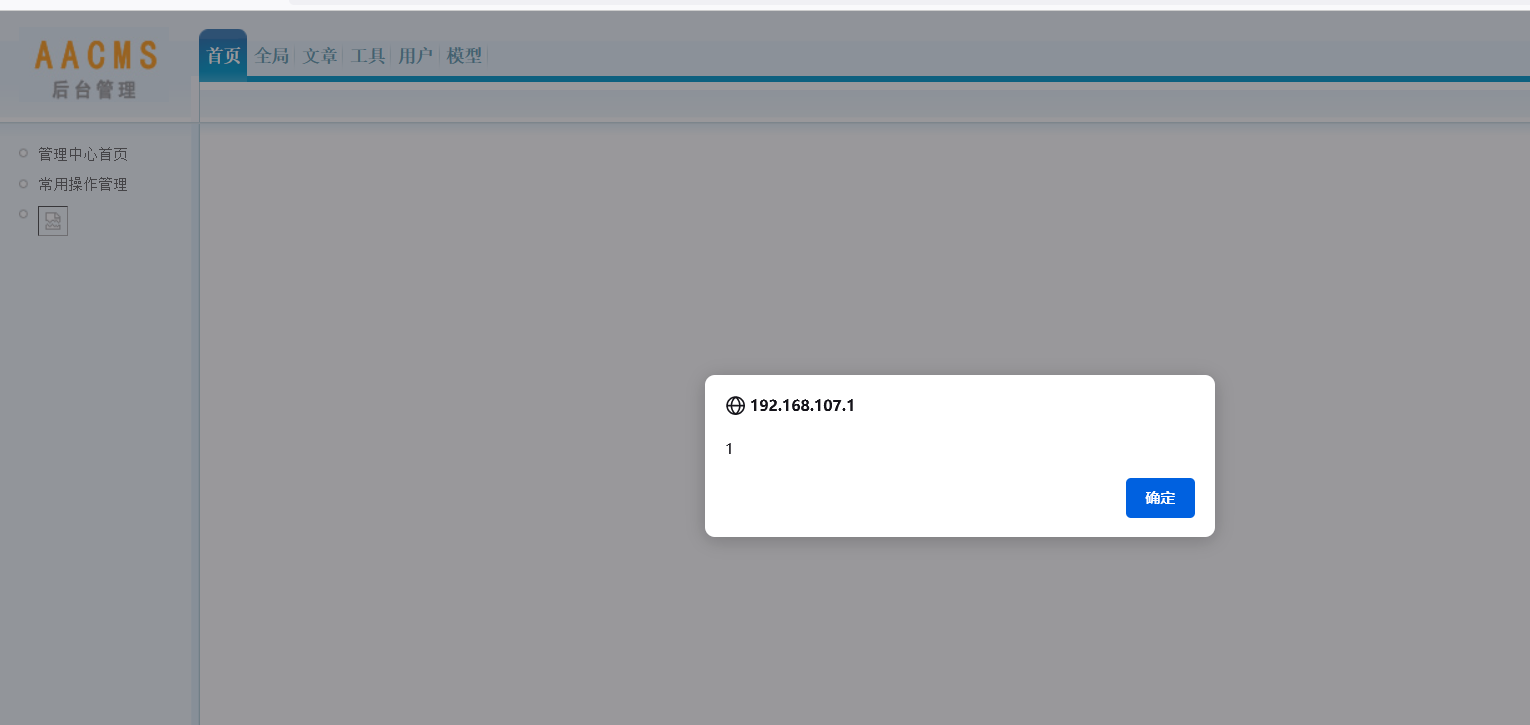 AACMS
后台管理
首页 全局 文章 工具 用户 模型
管理中心首页
常用操作管理
192.168.107.1
1
确定